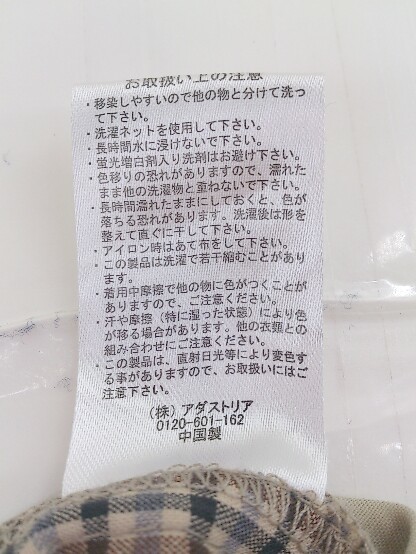 お取扱い上の注意
・移染しやすいので他の物と分けて洗っ
て下さい。
・洗濯ネットを使用して下さい。
・長時間水に浸けないで下さい。
・蛍光増白剤入り洗剤はお避け下さい。
・色移りの恐れがありますので、濡れた
まま他の洗濯物と重ねないで下さい。
・長時間濡れたままにしておくと、色が
落ちる恐れがあります。洗濯後は形を
整えて直ぐに干して下さい。
・アイロン時はあて布をして下さい。
・この製品は洗濯で若干縮むことがあり
ます。
・着用中摩擦で他の物に色がつくことが
ありますので、ご注意ください。
・汗や摩擦（特に湿った状態）により色
が移る場合があります。他の衣類との
組み合わせにご注意ください。
・この製品は、直射日光等により変色す
る事がありますので、お取扱いにはご
注意下さい。
（株）アダストリア
0120-601-162
中国製